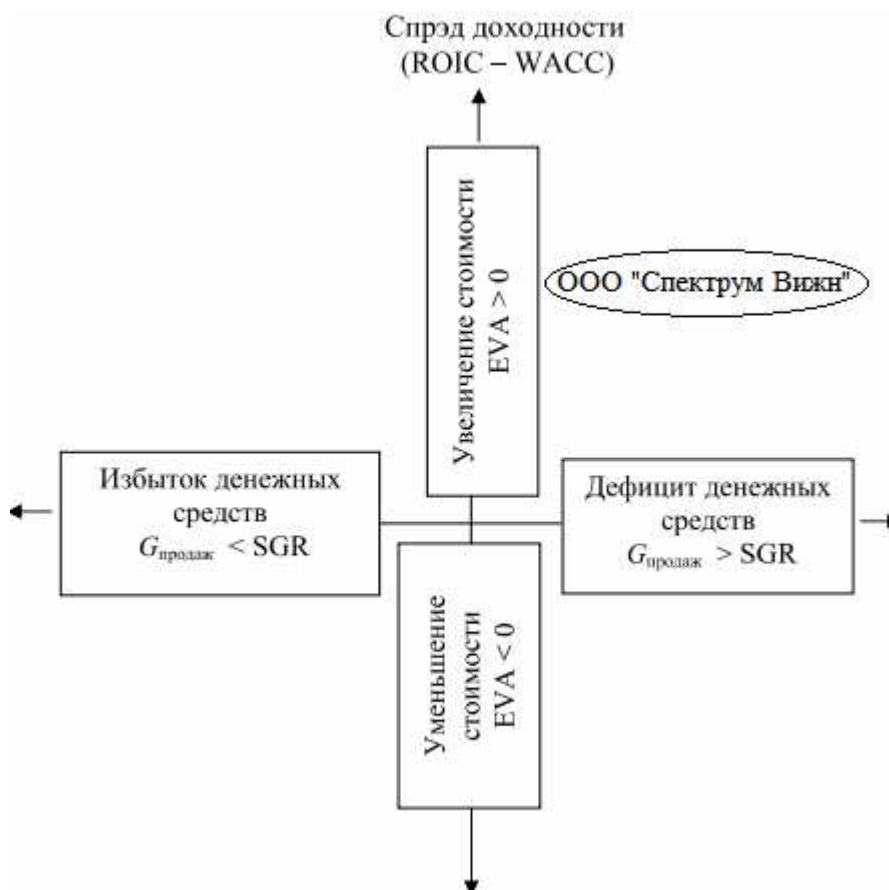 Спрэд доходности
(ROIC – WACC)
Увеличение стоимости
EVA > 0
ООО "Спектрум Вижн"
Избыток денежных
средств
Gпродаж < SGR
Дефицит денежных
средств
Gпродаж > SGR
Уменьшение
стоимости
EVA < 0